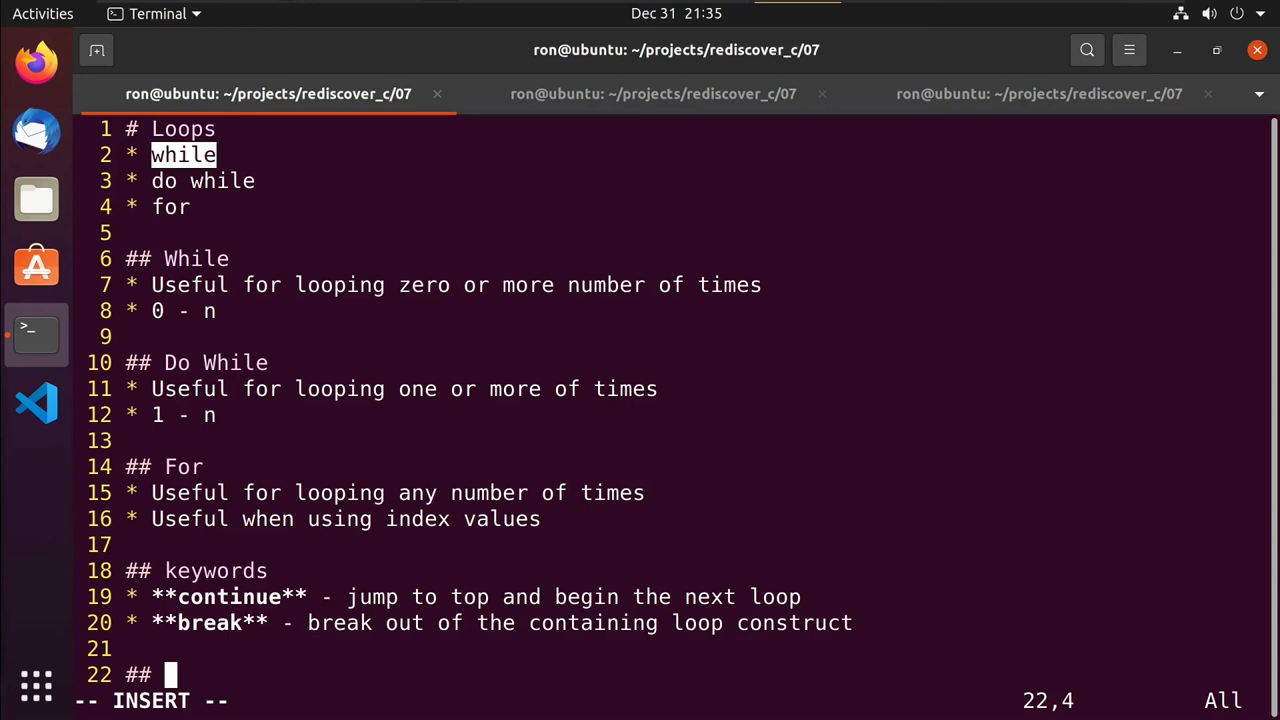 Activities
Terminal
Dec 31 21:35
ron@ubuntu: ~/projects/rediscover_c/07
ron@ubuntu: ~/projects/rediscover_c/07
ron@ubuntu: ~/projects/rediscover_c/07
ron@ubuntu: ~/projects/rediscover_c/07
1 # Loops
2 * while
3 * do while
4 * for
5
6 ## While
7 * Useful for looping zero or more number of times
8 * 0 - n
9
10 ## Do While
11 * Useful for looping one or more of times
12 * 1 - n
13
14 ## For
15 * Useful for looping any number of times
16 * Useful when using index values
17
18 ## keywords
19 * **continue** - jump to top and begin the next loop
20 * **break** - break out of the containing loop construct
21
22 ##
-- INSERT -- 22,4 All